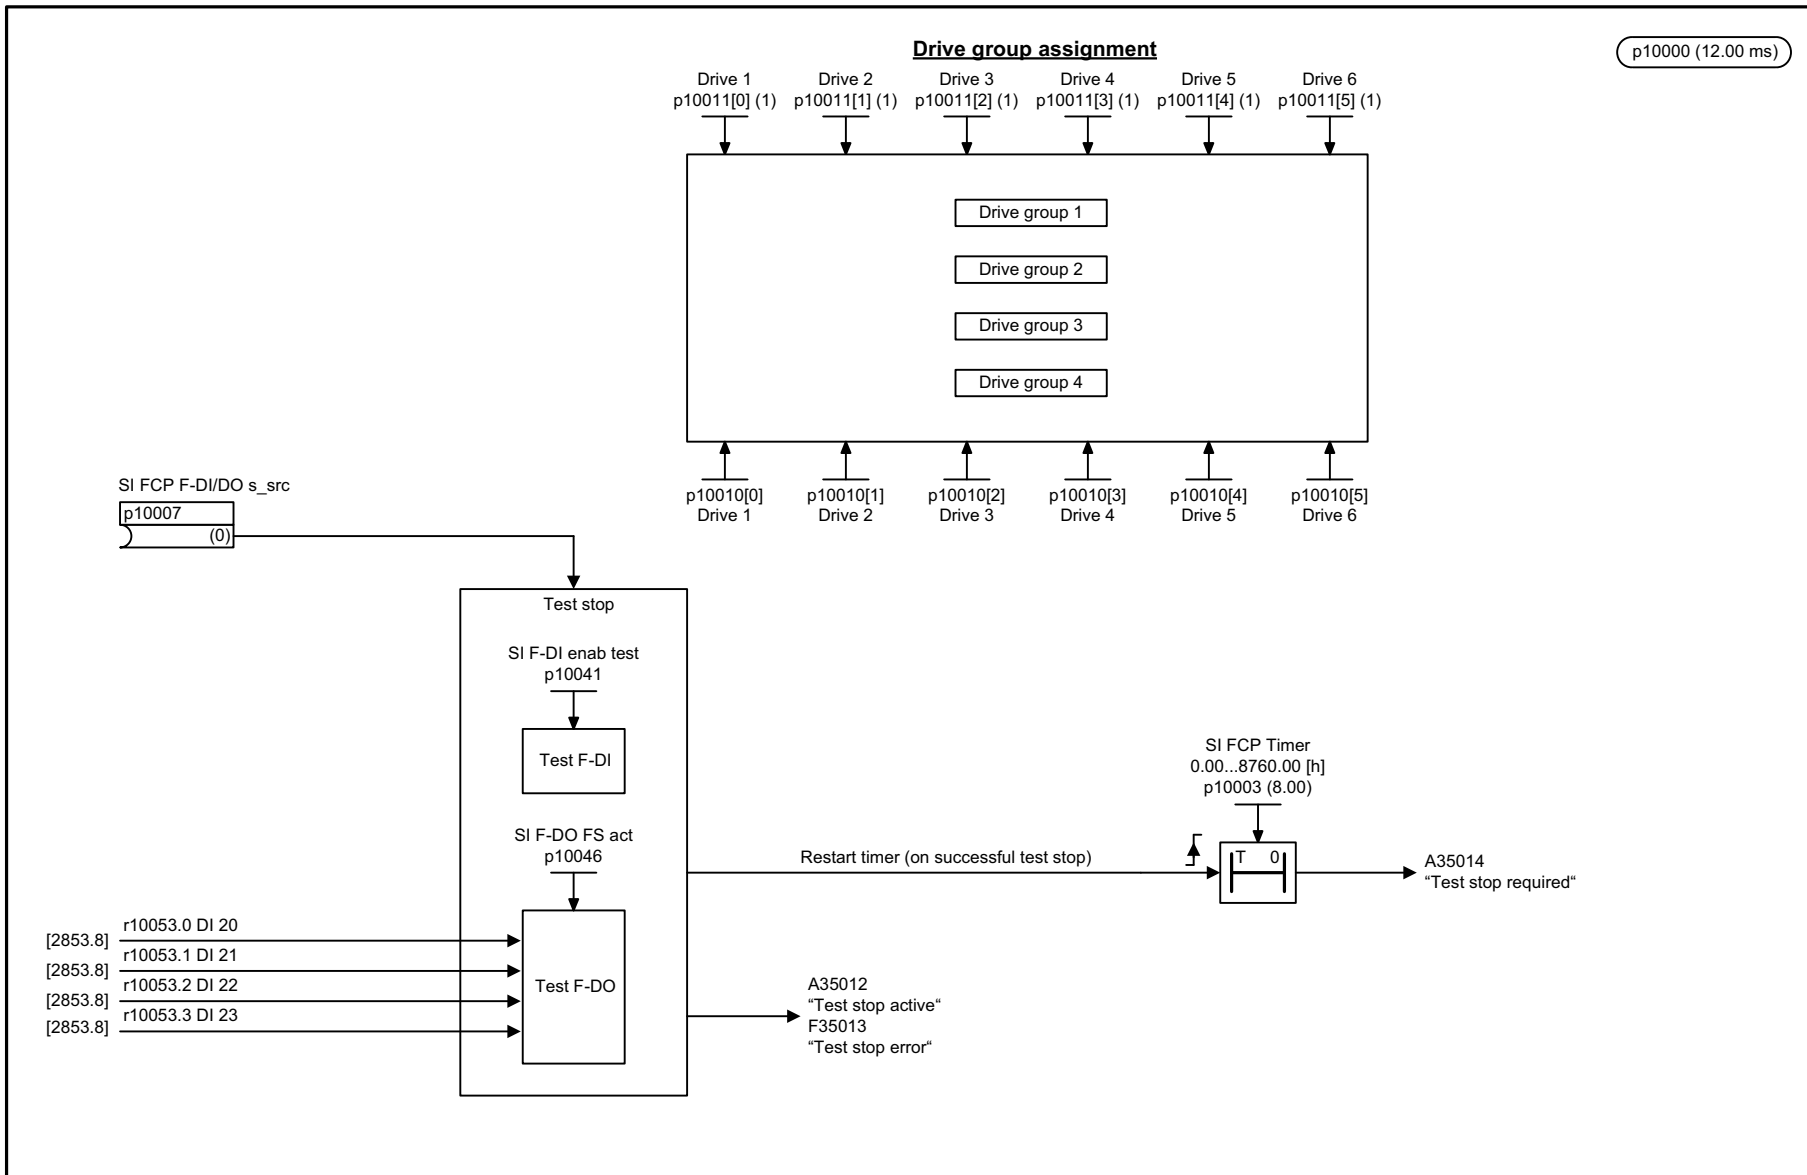 Drive group assignment
p10000 (12.00 ms)
Drive 1 Drive 2 Drive 3 Drive 4 Drive 5 Drive 6
p10011[0] (1) p10011[1] (1) p10011[2] (1) p10011[3] (1) p10011[4] (1) p10011[5] (1)
Drive group 1
Drive group 2
Drive group 3
Drive group 4
p10010[0] p10010[1] p10010[2] p10010[3] p10010[4] p10010[5]
Drive 1 Drive 2 Drive 3 Drive 4 Drive 5 Drive 6
SI FCP F-DI/DO s_src
p10007
(0)
Test stop
SI F-DI enab test
p10041
Test F-DI
SI F-DO FS act
p10046
Test F-DO
[2853.8] r10053.0 DI 20
[2853.8] r10053.1 DI 21
[2853.8] r10053.2 DI 22
[2853.8] r10053.3 DI 23
Restart timer (on successful test stop)
SI FCP Timer
0.00...8760.00 [h]
p10003 (8.00)
T 0
A35014
“Test stop required“
A35012
“Test stop active“
F35013
“Test stop error“